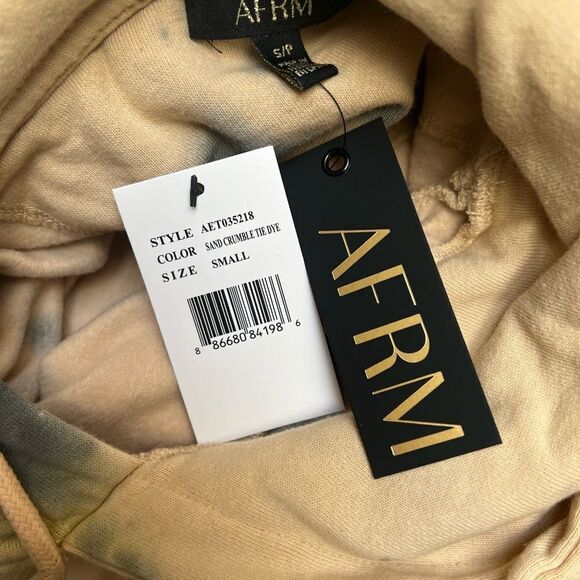 AFRM
S/P
STYLE AET035218
COLOR SAND CRUMBLE TIE DYE
SIZE SMALL
8 86680 84198 6
AFRM